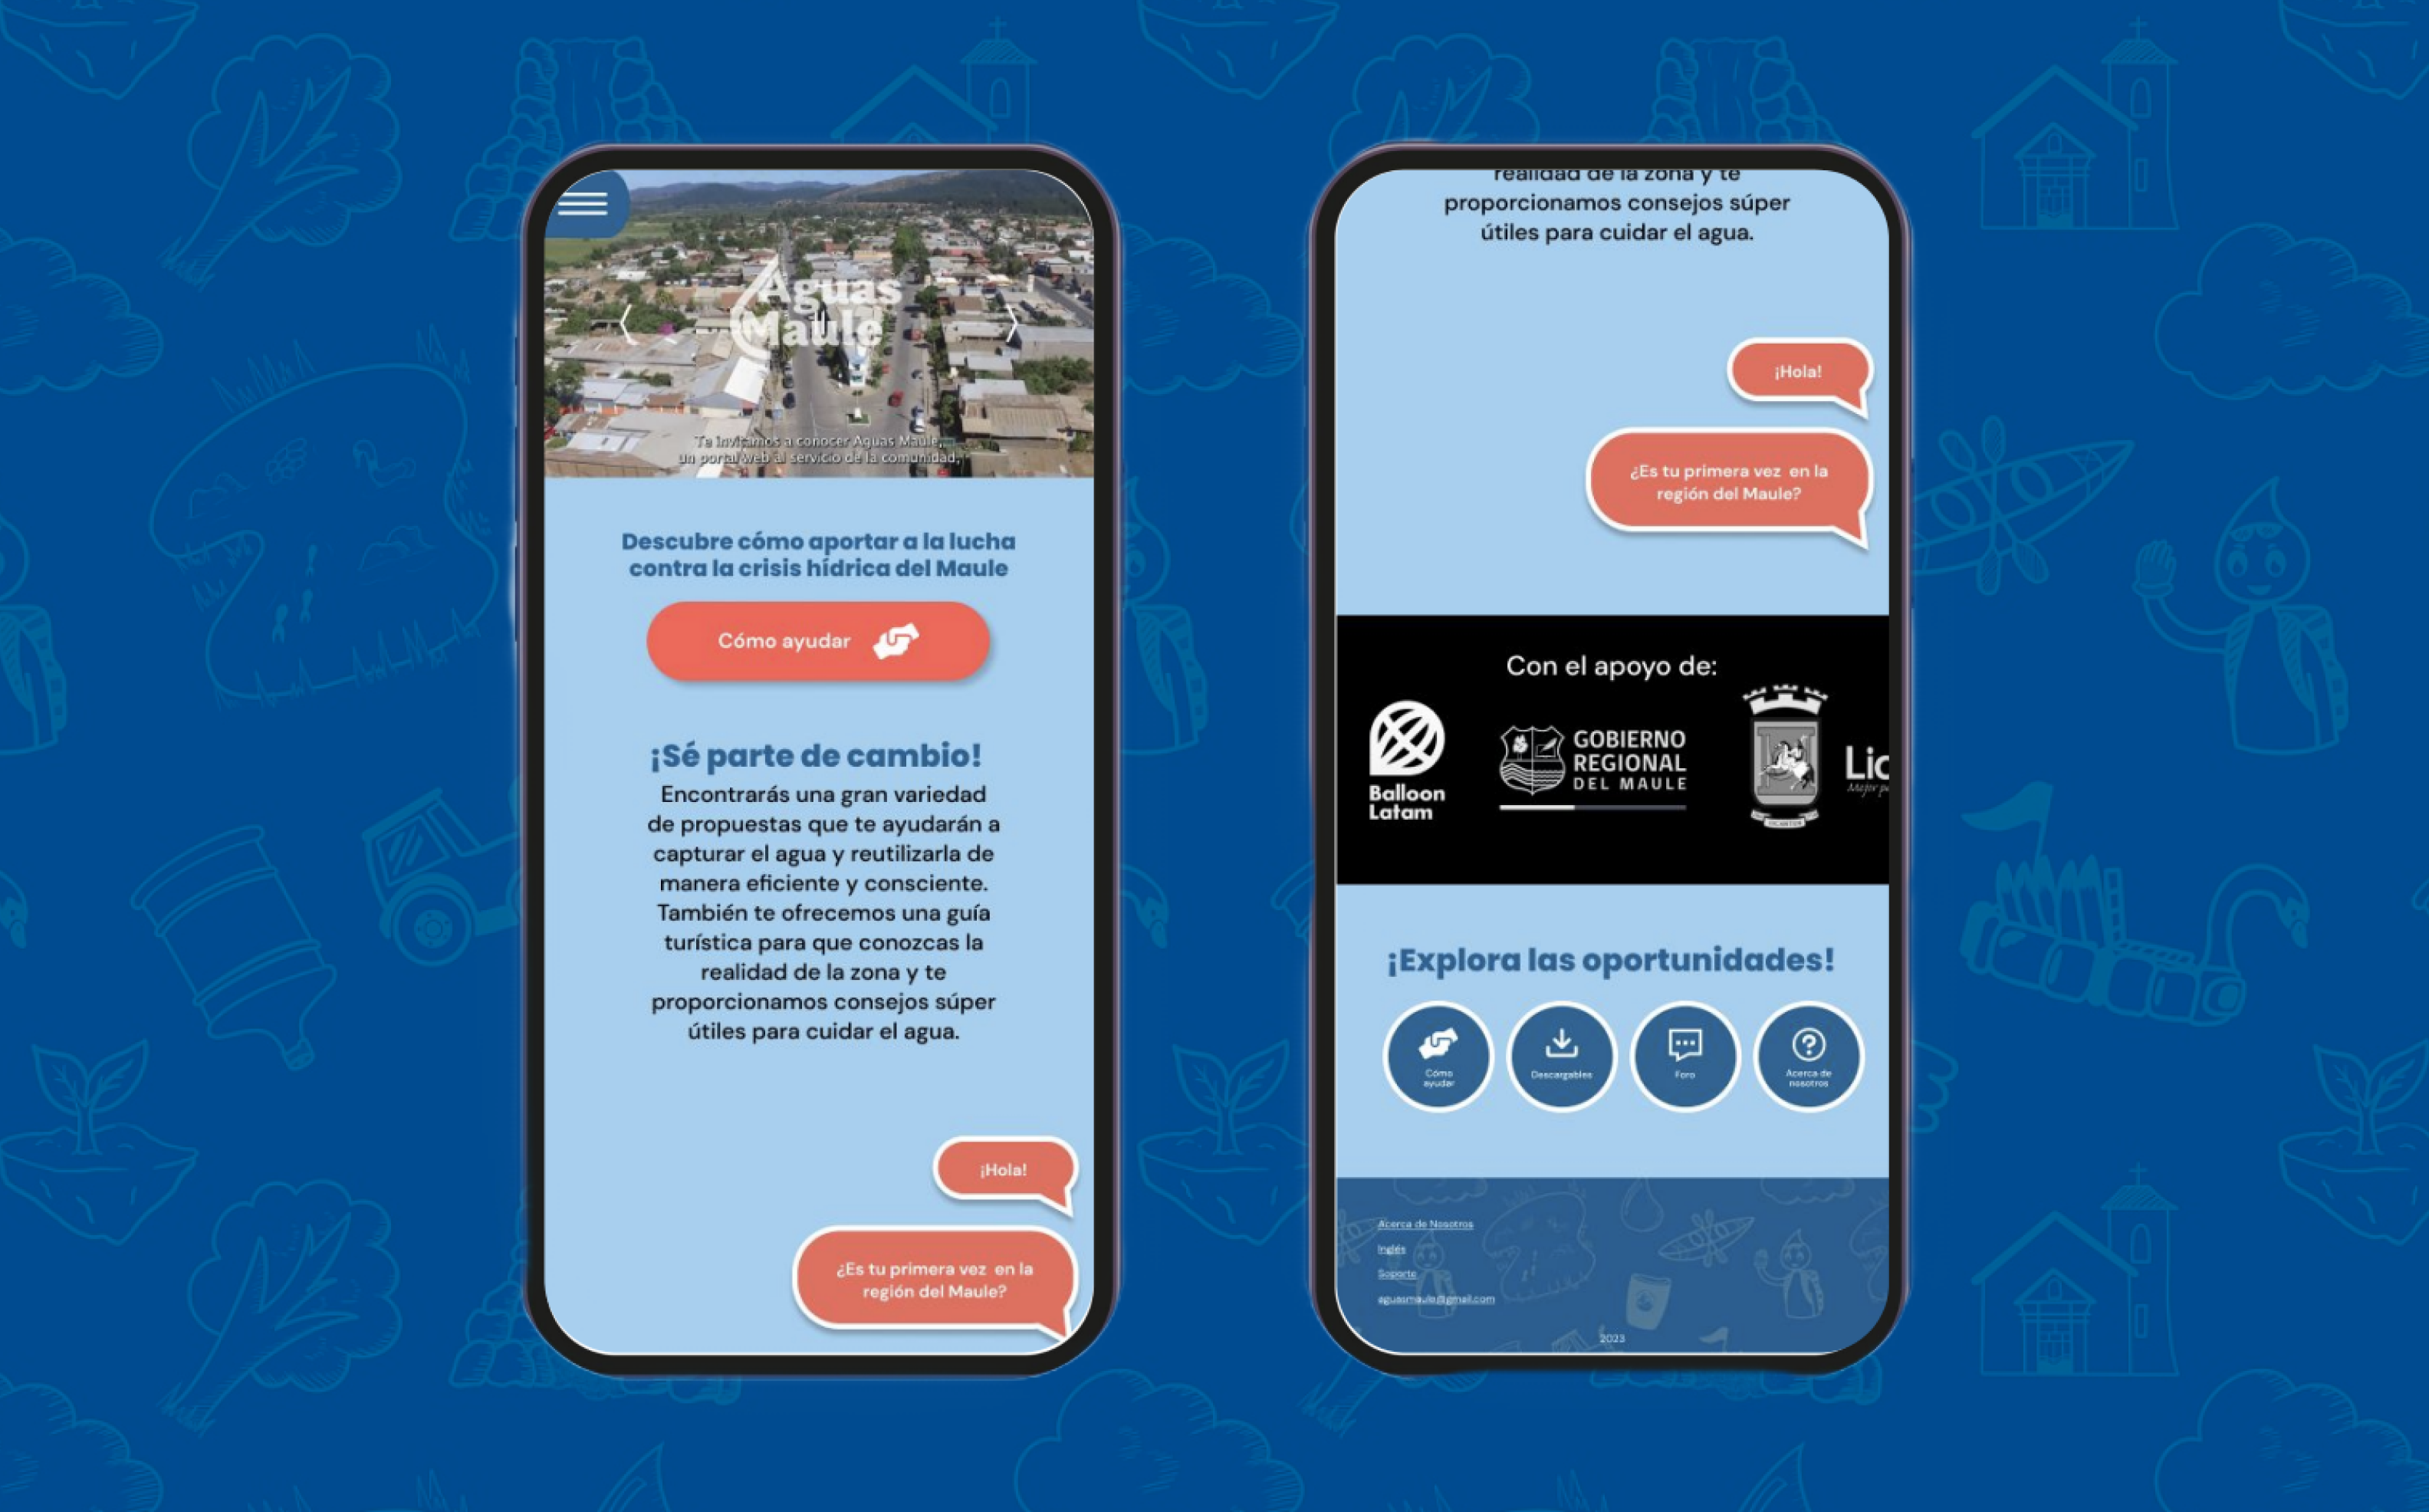 Aguas
Maule
Te invitamos a conocer Aguas Maule,
un portal web al servicio de la comunidad,
Descubre cómo aportar a la lucha
contra la crisis hídrica del Maule
Cómo ayudar
¡Sé parte de cambio!
Encontrarás una gran variedad
de propuestas que te ayudarán a
capturar el agua y reutilizarla de
manera eficiente y consciente.
También te ofrecemos una guía
turística para que conozcas la
realidad de la zona y te
proporcionamos consejos súper
útiles para cuidar el agua.
¡Hola!
¿Es tu primera vez en la
región del Maule?
realidad de la zona y te
proporcionamos consejos súper
útiles para cuidar el agua.
¡Hola!
¿Es tu primera vez en la
región del Maule?
Con el apoyo de:
Balloon
Latam
GOBIERNO
REGIONAL
DEL MAULE
Lic
Mejor
¡Explora las oportunidades!
Cómo
ayudar
Descargables
Foro
Acerca de
nosotros
Acerca de Nosotros
Inglés
Soporte
aguasmaule@gmail.com
2023